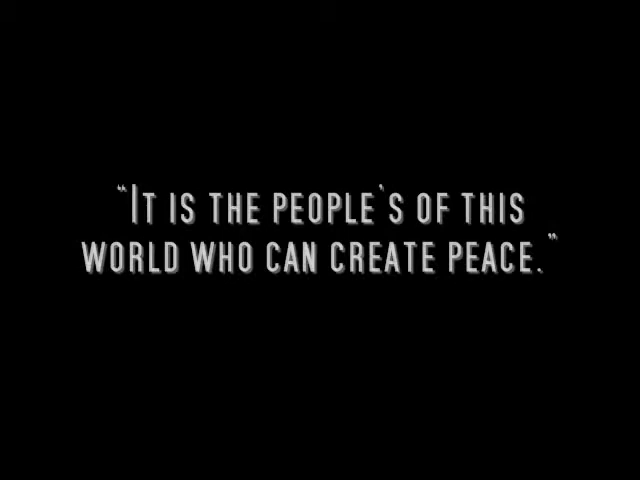 “It is the people’s of this
world who can create peace.”